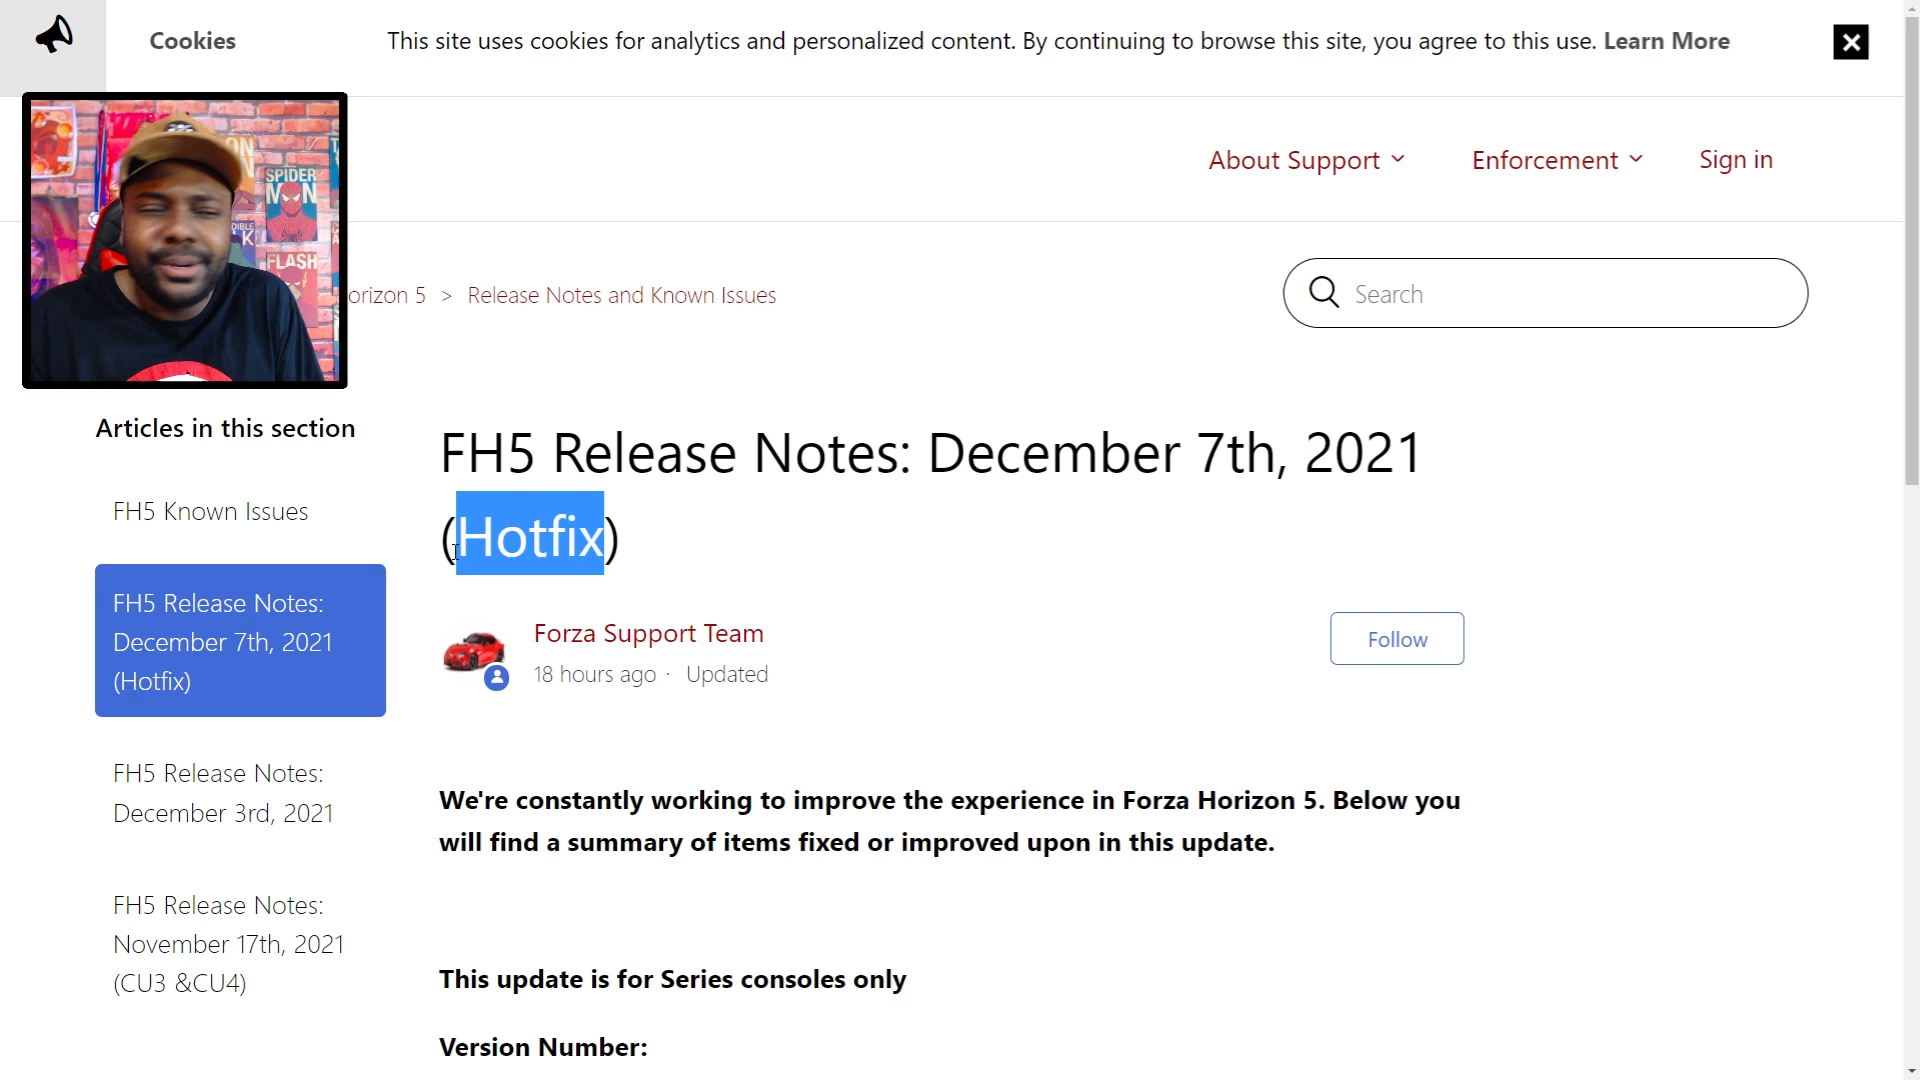 Cookies
This site uses cookies for analytics and personalized content. By continuing to browse this site, you agree to this use. Learn More
About Support
Enforcement
Sign in
SPIDER
MAN
FLASH
orizon 5 > Release Notes and Known Issues
Search
Articles in this section
FH5 Known Issues
FH5 Release Notes:
December 7th, 2021
(Hotfix)
FH5 Release Notes:
December 3rd, 2021
FH5 Release Notes:
November 17th, 2021
(CU3 &CU4)
FH5 Release Notes: December 7th, 2021
(Hotfix)
Forza Support Team
18 hours ago · Updated
Follow
We're constantly working to improve the experience in Forza Horizon 5. Below you
will find a summary of items fixed or improved upon in this update.
This update is for Series consoles only
Version Number: